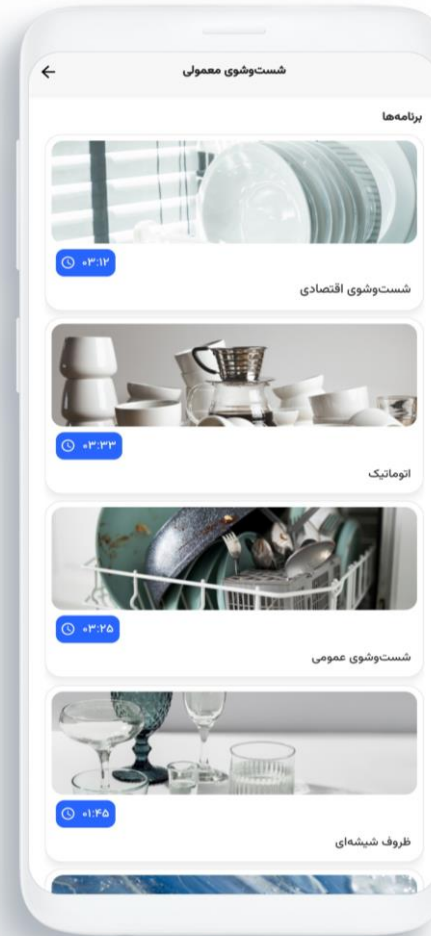 شست‌وشوی معمولی
برنامه‌ها
۰۳:۱۲
شست‌وشوی اقتصادی
۰۳:۳۳
اتوماتیک
۰۳:۲۵
شست‌وشوی عمومی
۰۱:۴۵
ظروف شیشه‌ای